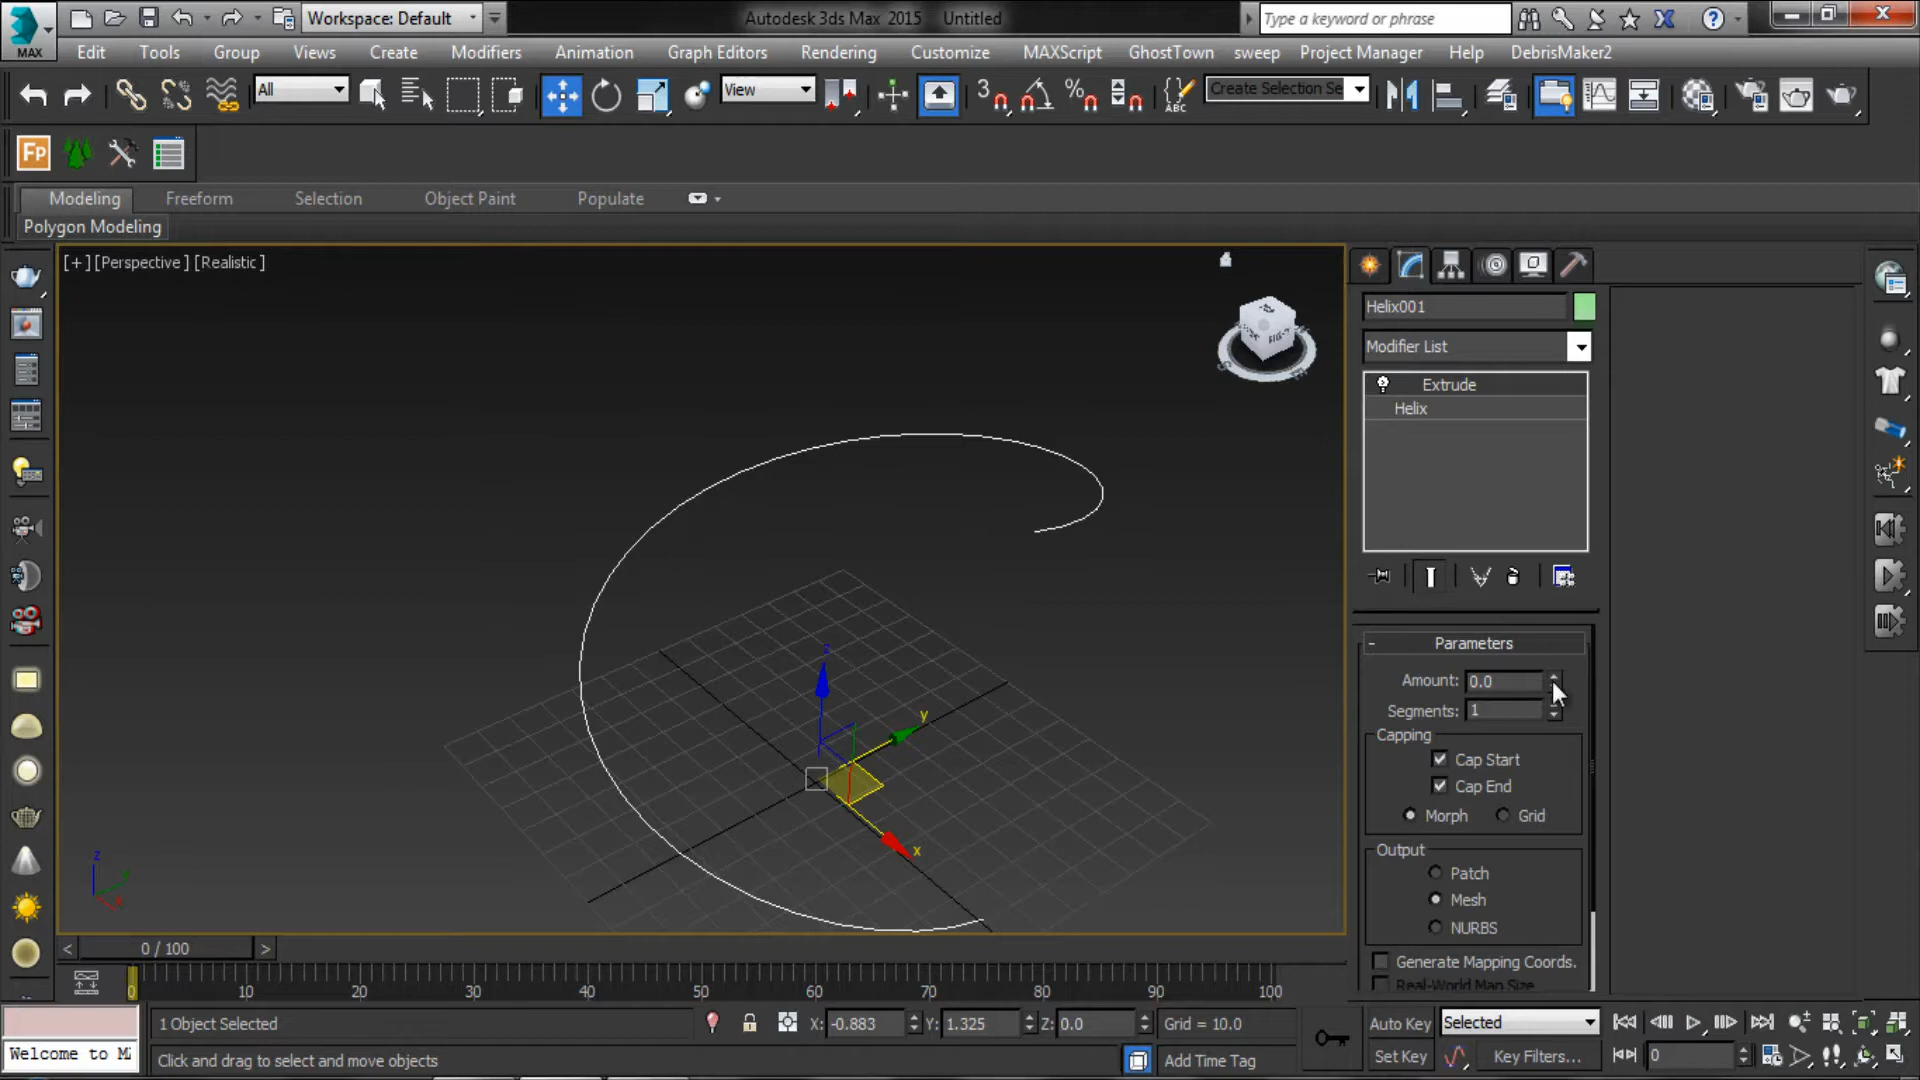 Workspace: Default
Autodesk 3ds Max 2015 Untitled
Type a keyword or phrase
MAX
Edit Tools Group Views Create Modifiers Animation Graph Editors Rendering Customize MAXScript GhostTown sweep Project Manager Help DebrisMaker2
All
View
3
ABC
Create Selection Se
Fp
Modeling Freeform Selection Object Paint Populate
Polygon Modeling
[+] [Perspective] [Realistic]
Helix001
Modifier List
Extrude
Helix
Parameters
Amount: 0.0
Segments: 1
Capping
Cap Start
Cap End
Morph Grid
Output
Patch
Mesh
NURBS
Generate Mapping Coords.
Real-World Map Size
z
y
x
z
y
x
< 0 / 100 >
0 10 20 30 40 50 60 70 80 90 100
1 Object Selected X: -0.883 Y: 1.325 Z: 0.0 Grid = 10.0 Auto Key Selected
Welcome to M
Click and drag to select and move objects Add Time Tag Set Key Key Filters... 0